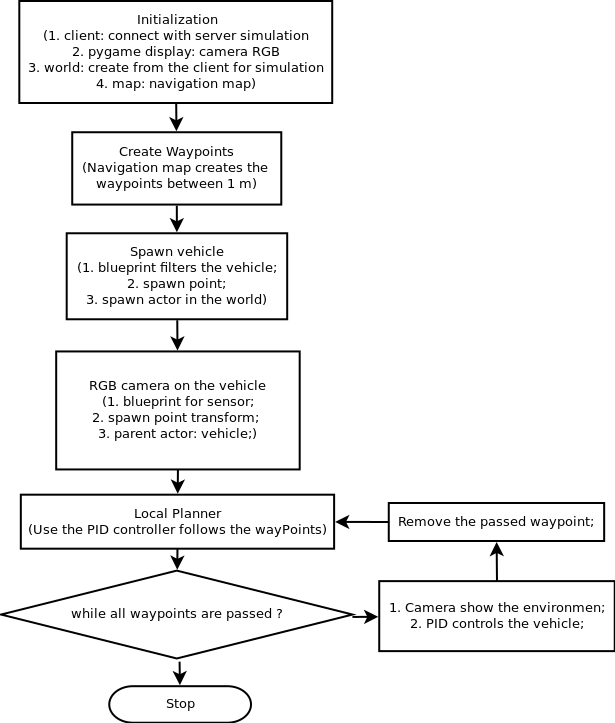 Initialization
(1. client: connect with server simulation
2. pygame display: camera RGB
3. world: create from the client for simulation
4. map: navigation map)
Create Waypoints
(Navigation map creates the
waypoints between 1 m)
Spawn vehicle
(1. blueprint filters the vehicle;
2. spawn point;
3. spawn actor in the world)
RGB camera on the vehicle
(1. blueprint for sensor;
2. spawn point transform;
3. parent actor: vehicle;)
Local Planner
(Use the PID controller follows the wayPoints)
Remove the passed waypoint;
while all waypoints are passed ?
1. Camera show the environmen;
2. PID controls the vehicle;
Stop